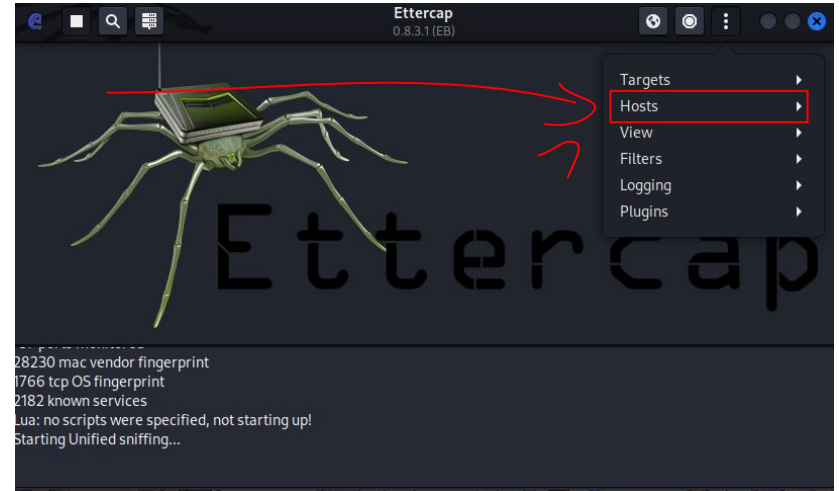 Ettercap
0.8.3.1 (EB)
Targets
Hosts
View
Filters
Logging
Plugins
Ettercap
28230 mac vendor fingerprint
1766 tcp OS fingerprint
2182 known services
Lua: no scripts were specified, not starting up!
Starting Unified sniffing...